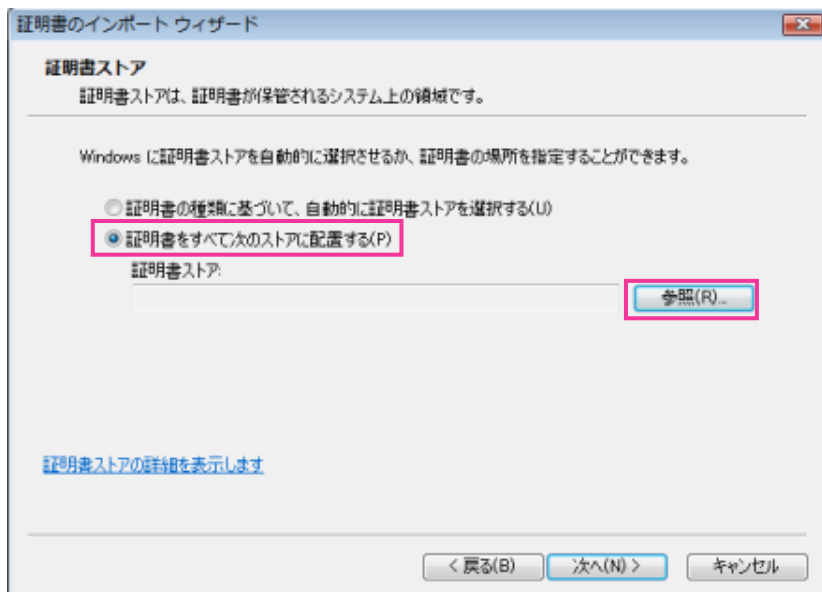 証明書のインポート ウィザード
証明書ストア
証明書ストアは、証明書が保管されるシステム上の領域です。
Windows に証明書ストアを自動的に選択させるか、証明書の場所を指定することができます。
証明書の種類に基づいて、自動的に証明書ストアを選択する(U)
証明書をすべて次のストアに配置する(P)
証明書ストア:
参照(R)...
証明書ストアの詳細を表示します
< 戻る(B)
次へ(N) >
キャンセル